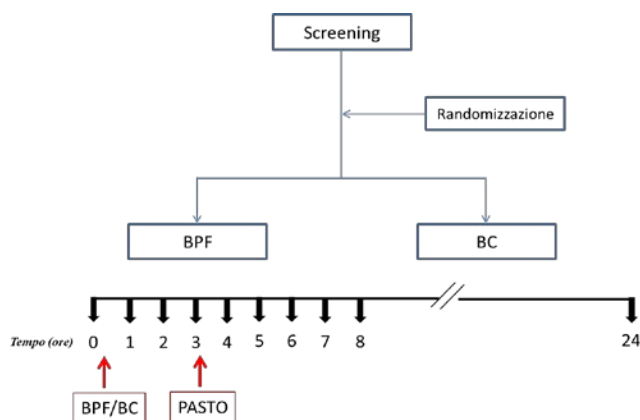 Screening
Randomizzazione
BPF
BC
Tempo (ore) 0 1 2 3 4 5 6 7 8 24
BPF/BC
PASTO